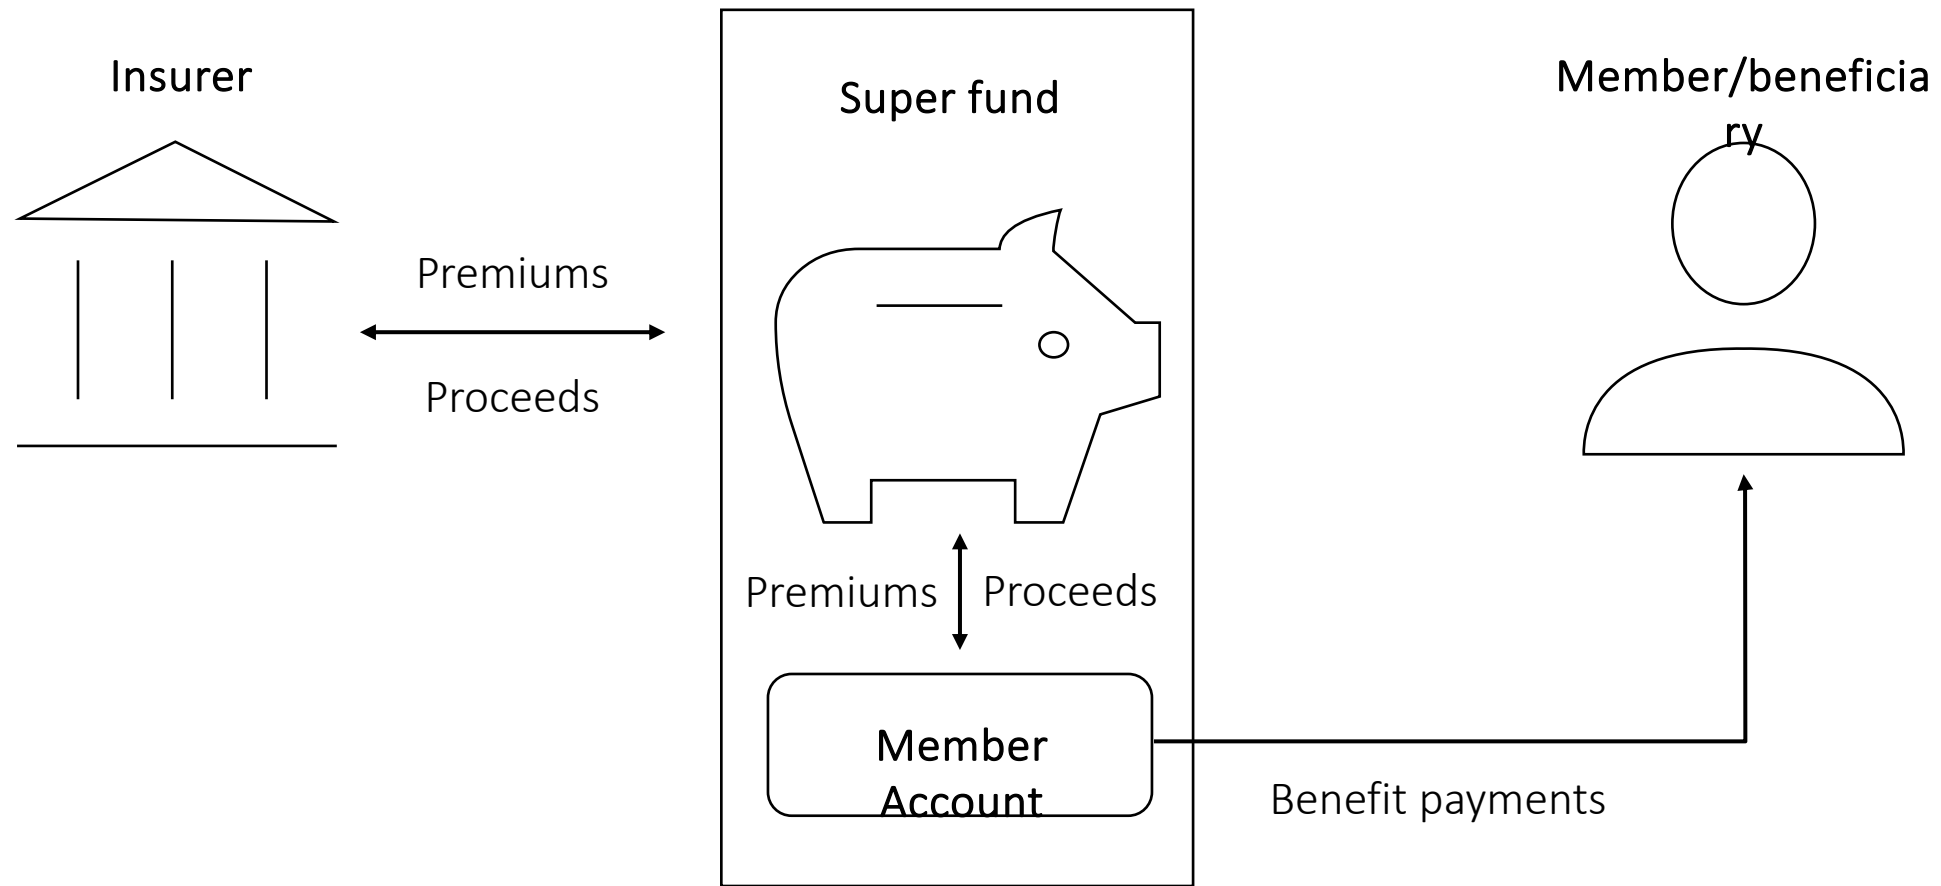 Insurer
Super fund
Member/beneficia
ry
Premiums
Proceeds
Premiums
Proceeds
Member
Account
Benefit payments